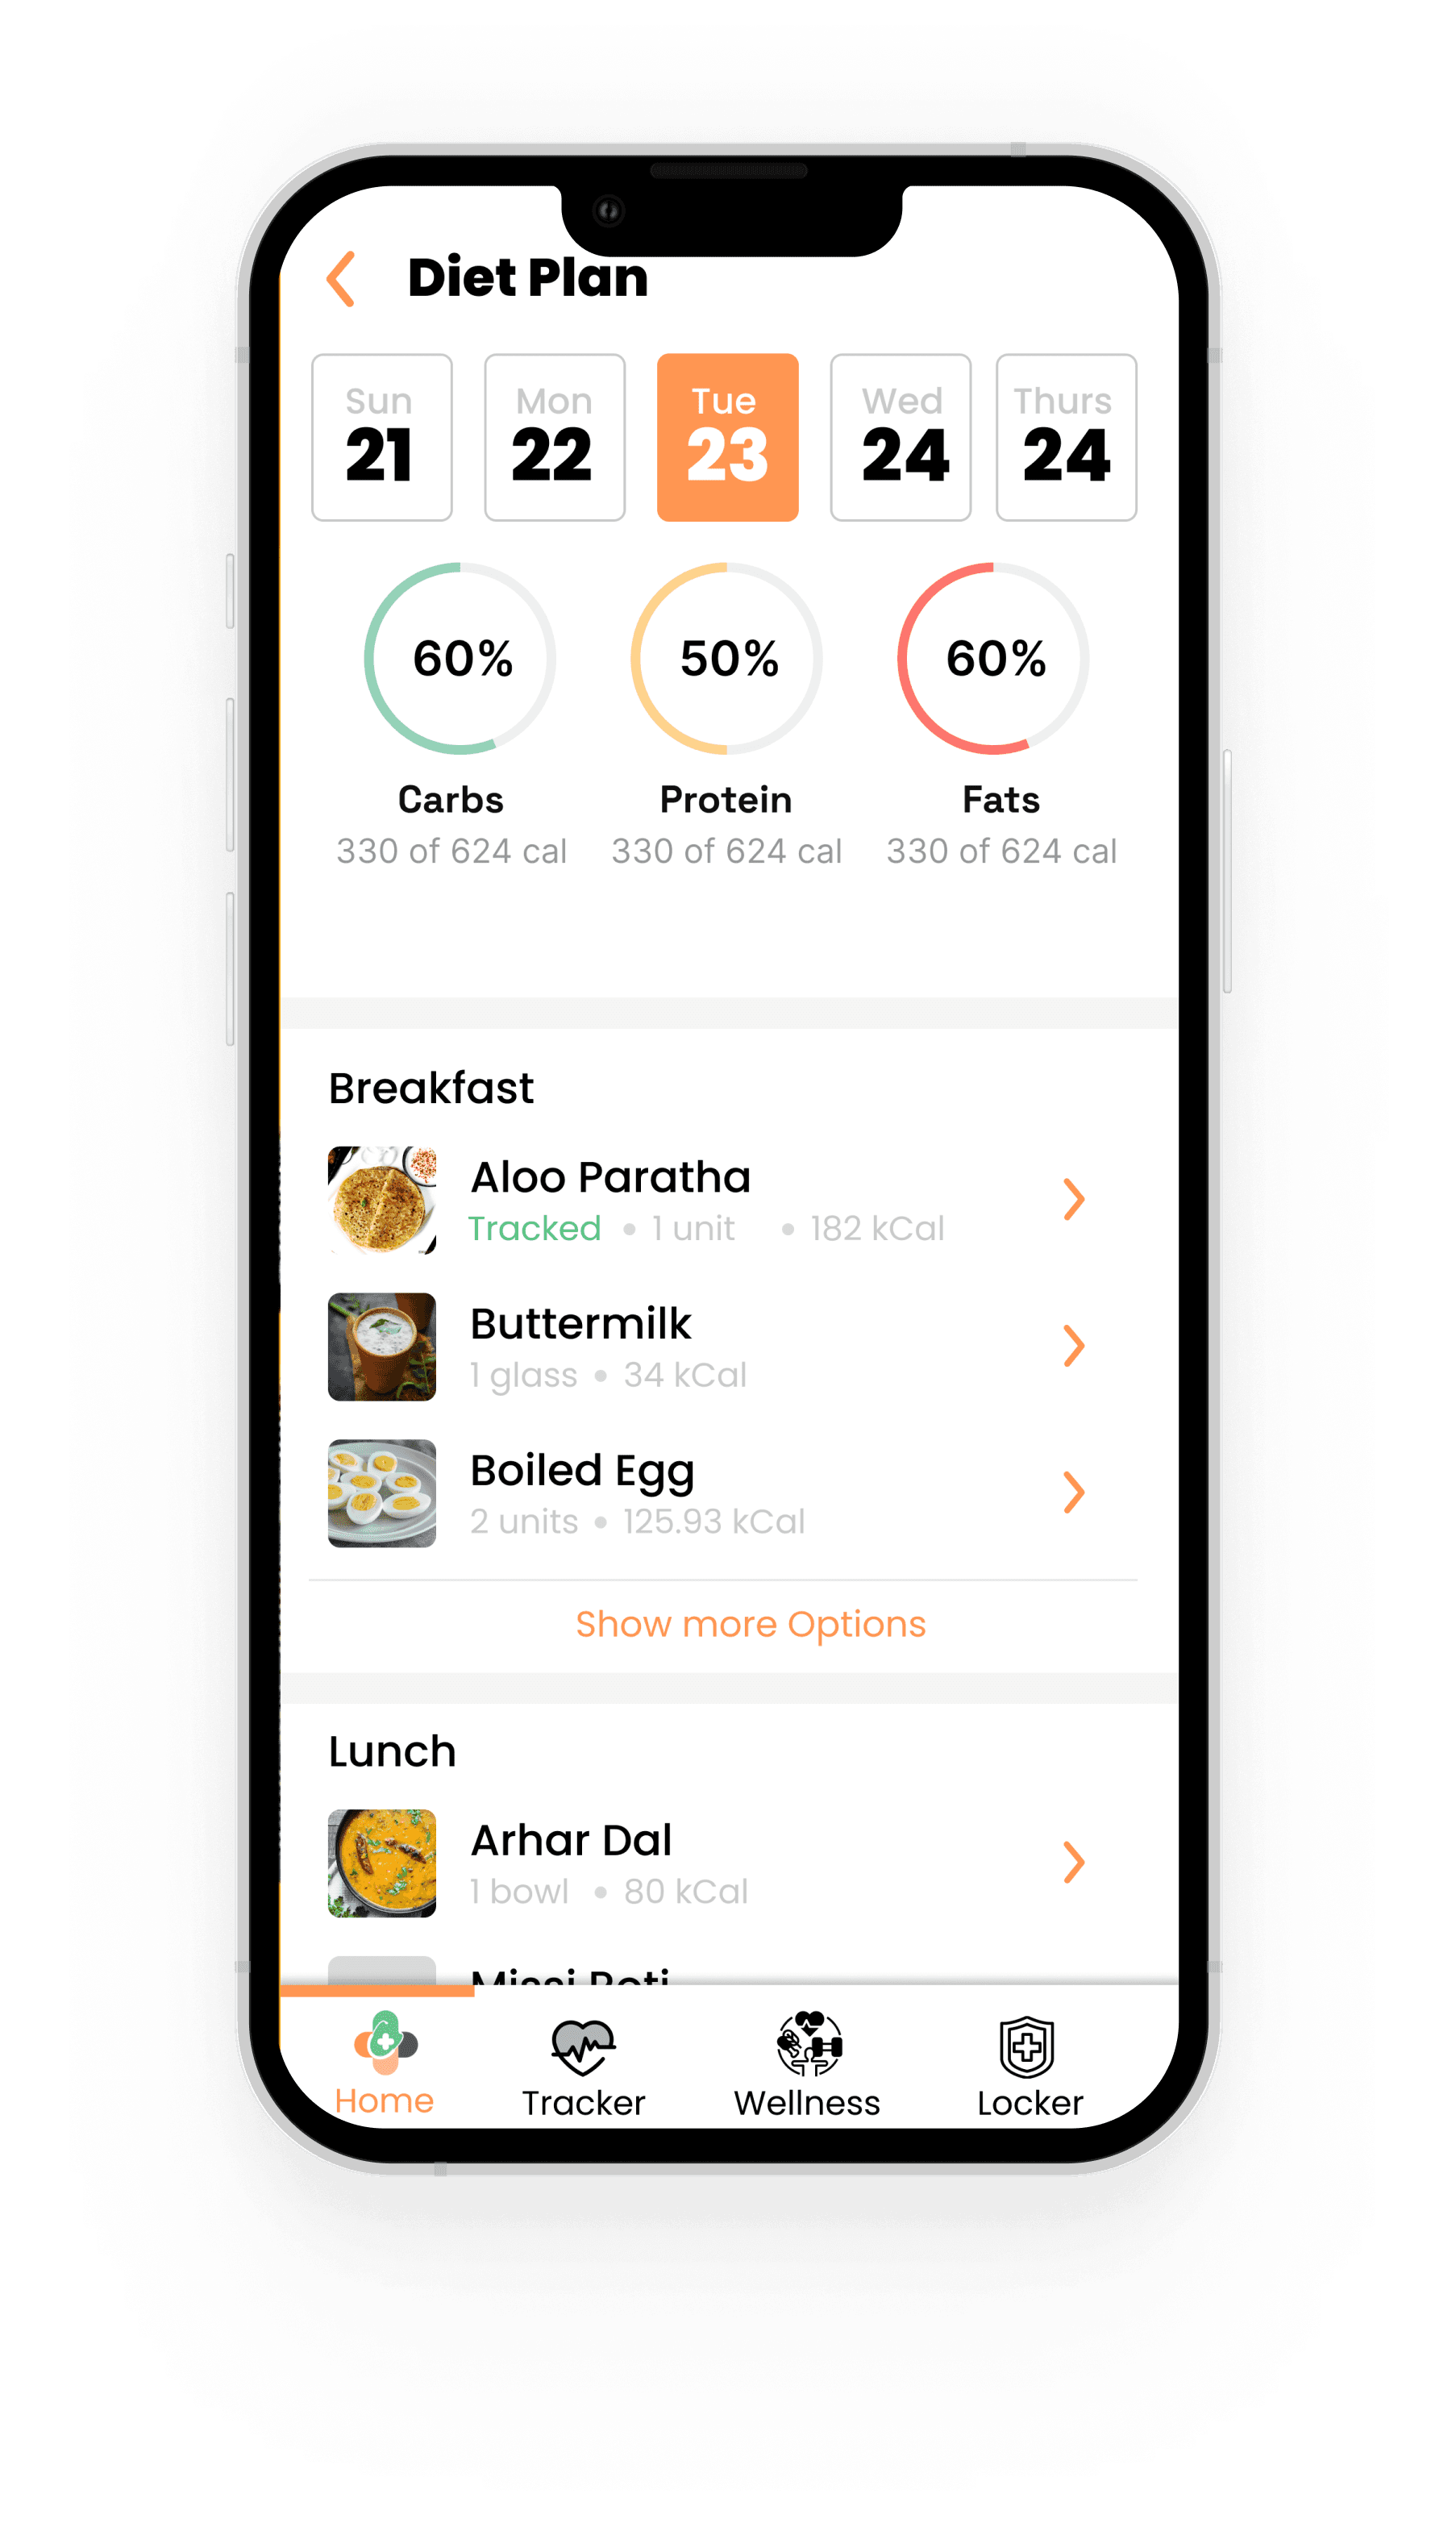 Diet Plan
Sun Mon Tue Wed Thurs
21 22 23 24 24
60% 50% 60%
Carbs Protein Fats
330 of 624 cal 330 of 624 cal 330 of 624 cal
Breakfast
Aloo Paratha
Tracked • 1 unit • 182 kCal
Buttermilk
1 glass • 34 kCal
Boiled Egg
2 units • 125.93 kCal
Show more Options
Lunch
Arhar Dal
1 bowl • 80 kCal
Missi Roti
Home Tracker Wellness Locker